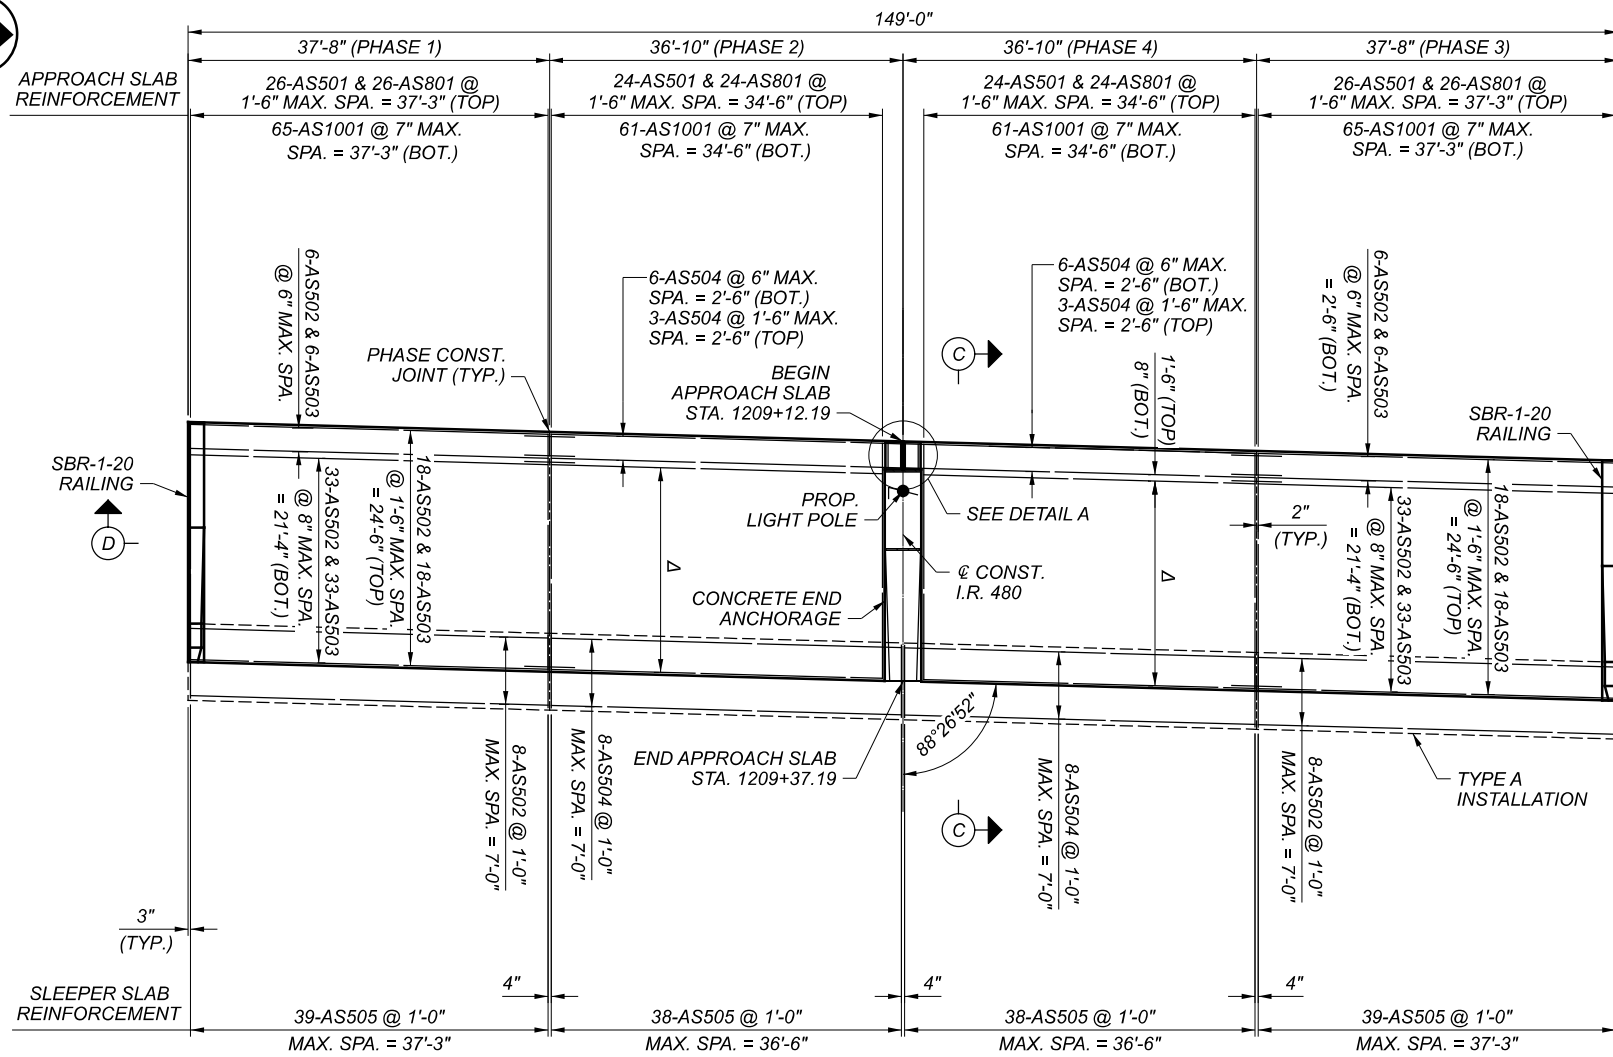 149'-0"
37'-8" (PHASE 1)
36'-10" (PHASE 2)
36'-10" (PHASE 4)
37'-8" (PHASE 3)
APPROACH SLAB
REINFORCEMENT
26-AS501 & 26-AS801 @
1'-6" MAX. SPA. = 37'-3" (TOP)
24-AS501 & 24-AS801 @
1'-6" MAX. SPA. = 34'-6" (TOP)
24-AS501 & 24-AS801 @
1'-6" MAX. SPA. = 34'-6" (TOP)
26-AS501 & 26-AS801 @
1'-6" MAX. SPA. = 37'-3" (TOP)
65-AS1001 @ 7" MAX.
SPA. = 37'-3" (BOT.)
61-AS1001 @ 7" MAX.
SPA. = 34'-6" (BOT.)
61-AS1001 @ 7" MAX.
SPA. = 34'-6" (BOT.)
65-AS1001 @ 7" MAX.
SPA. = 37'-3" (BOT.)
6-AS502 & 6-AS503
@ 6" MAX. SPA.
6-AS504 @ 6" MAX.
SPA. = 2'-6" (BOT.)
3-AS504 @ 1'-6" MAX.
SPA. = 2'-6" (TOP)
6-AS504 @ 6" MAX.
SPA. = 2'-6" (BOT.)
3-AS504 @ 1'-6" MAX.
SPA. = 2'-6" (TOP)
6-AS502 & 6-AS503
@ 6" MAX. SPA.
= 2'-6" (BOT.)
PHASE CONST.
JOINT (TYP.)
BEGIN
APPROACH SLAB
STA. 1209+12.19
C
1'-6" (TOP)
8" (BOT.)
SBR-1-20
RAILING
SBR-1-20
RAILING
D
33-AS502 & 33-AS503
@ 8" MAX. SPA.
= 21'-4" (BOT.)
18-AS502 & 18-AS503
@ 1'-6" MAX. SPA.
= 24'-6" (TOP)
Δ
PROP.
LIGHT POLE
SEE DETAIL A
℄ CONST.
I.R. 480
CONCRETE END
ANCHORAGE
Δ
2"
(TYP.)
33-AS502 & 33-AS503
@ 8" MAX. SPA.
= 21'-4" (BOT.)
18-AS502 & 18-AS503
@ 1'-6" MAX. SPA.
= 24'-6" (TOP)
8-AS502 @ 1'-0"
MAX. SPA. = 7'-0"
8-AS504 @ 1'-0"
MAX. SPA. = 7'-0"
END APPROACH SLAB
STA. 1209+37.19
88°26'52"
C
8-AS504 @ 1'-0"
MAX. SPA. = 7'-0"
8-AS502 @ 1'-0"
MAX. SPA. = 7'-0"
TYPE A
INSTALLATION
3"
(TYP.)
SLEEPER SLAB
REINFORCEMENT
4"
4"
4"
39-AS505 @ 1'-0"
MAX. SPA. = 37'-3"
38-AS505 @ 1'-0"
MAX. SPA. = 36'-6"
38-AS505 @ 1'-0"
MAX. SPA. = 36'-6"
39-AS505 @ 1'-0"
MAX. SPA. = 37'-3"